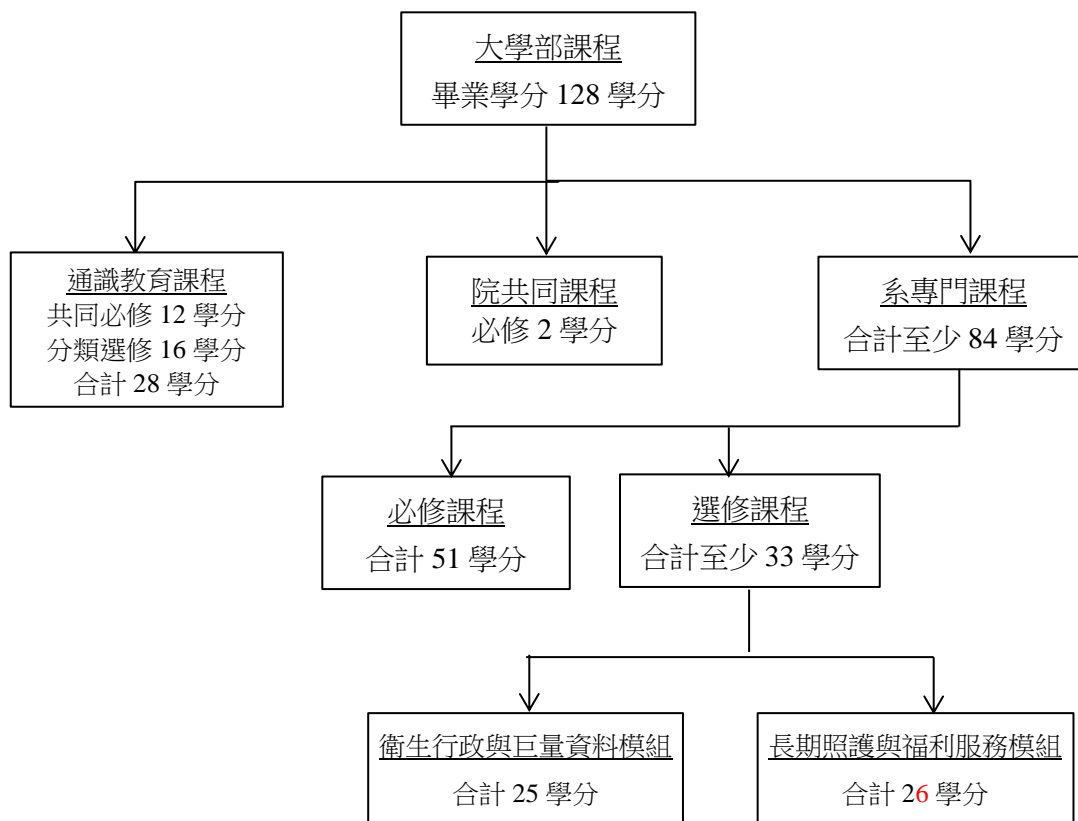 大學部課程
畢業學分 128 學分
通識教育課程
共同必修 12 學分
分類選修 16 學分
合計 28 學分
院共同課程
必修 2 學分
系專門課程
合計至少 84 學分
必修課程
合計 51 學分
選修課程
合計至少 33 學分
衛生行政與巨量資料模組
合計 25 學分
長期照護與福利服務模組
合計 26 學分